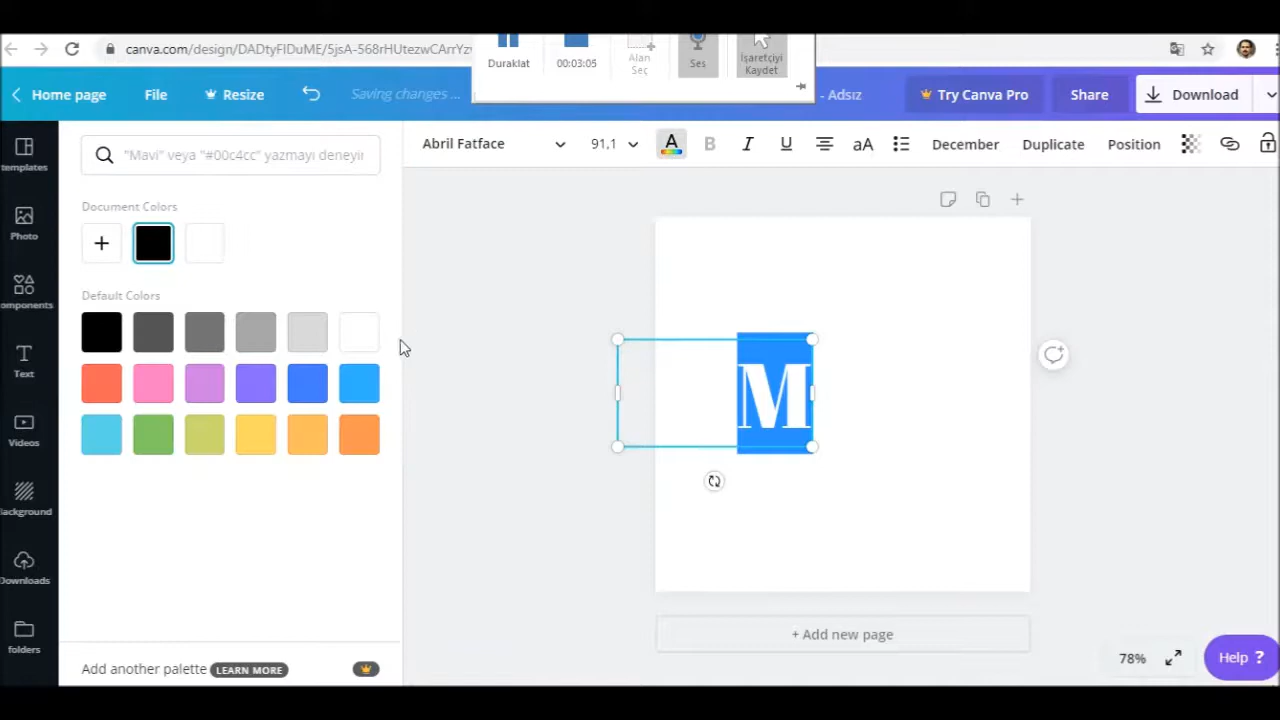 canva.com/design/DADtyFIDuME/5jsA-568rHUtezwCArrYzv
Duraklat
00:03:05
Alan
Seç
Ses
İşaretçiyi
Kaydet
Home page
File
Resize
Saving changes ...
- Adsız
Try Canva Pro
Share
Download
templates
Photo
omponents
Text
Videos
Background
Downloads
folders
"Mavi" veya "#00c4cc" yazmayı deneyin
Document Colors
Default Colors
Add another palette LEARN MORE
Abril Fatface
91,1
A
B
I
U
aA
December
Duplicate
Position
M
+ Add new page
78%
Help ?